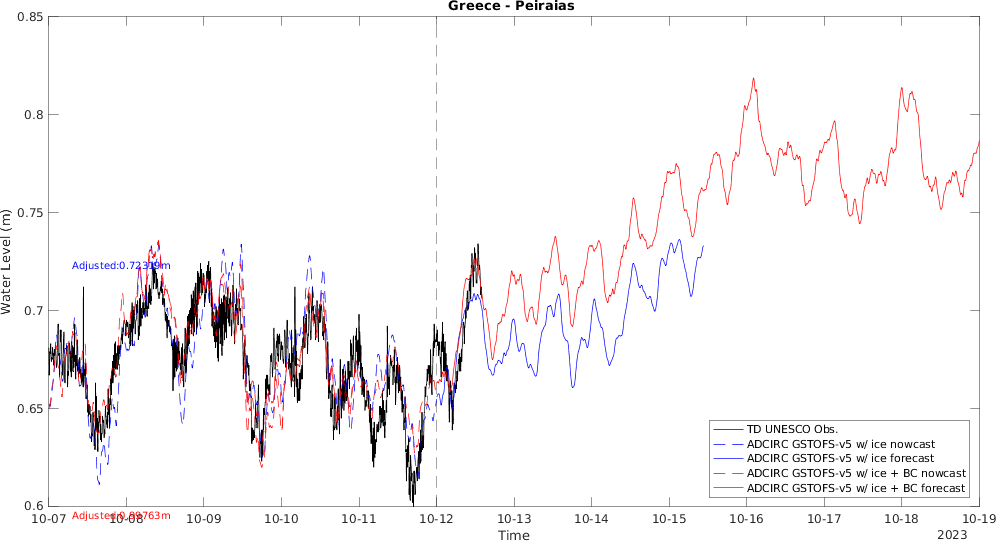 Greece - Peiraias
0.85
0.8
0.75
0.7
0.65
0.6
Water Level (m)
Adjusted:0.72319m
Adjusted:0.69763m
10-07
10-08
10-09
10-10
10-11
10-12
10-13
10-14
10-15
10-16
10-17
10-18
10-19
Time
2023
TD UNESCO Obs.
ADCIRC GSTOFS-v5 w/ ice nowcast
ADCIRC GSTOFS-v5 w/ ice forecast
ADCIRC GSTOFS-v5 w/ ice + BC nowcast
ADCIRC GSTOFS-v5 w/ ice + BC forecast